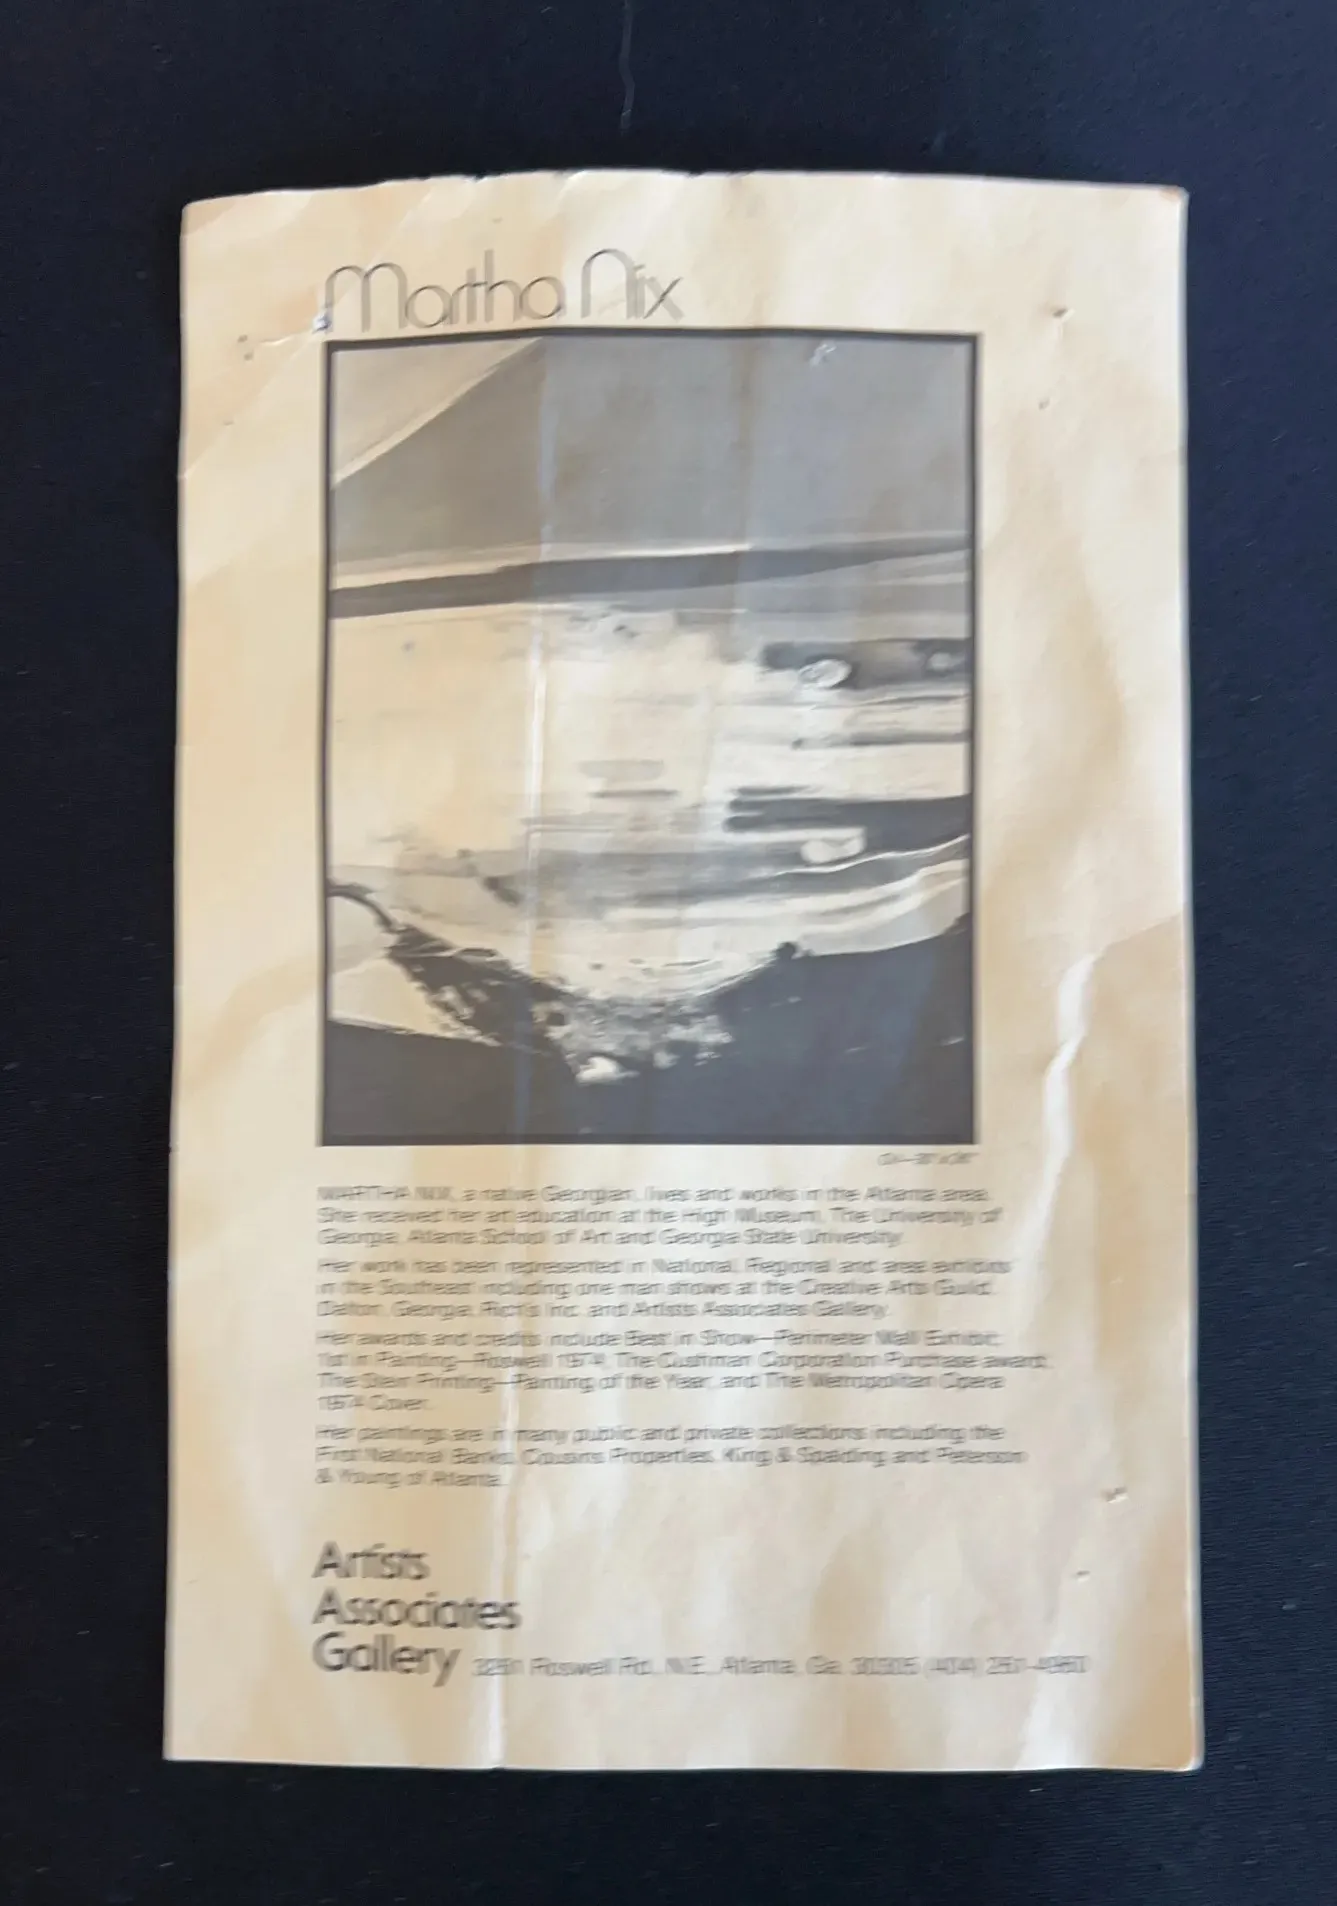 Martha Nix
MARTHA NIX, a native Georgian, lives and works in the Atlanta area.
She received her art education at the High Museum, The University of
Georgia, Atlanta School of Art and Georgia State University.
Her work has been represented in National, Regional and area exhibits
in the Southeast including one man shows at the Creative Arts Guild,
Dalton, Georgia, Rich's Inc. and Artists Associates Gallery.
Her awards and credits include Best in Show—Perimeter Mall Exhibit;
1st in Painting—Roswell 1974, The Cushman Corporation Purchase award;
The Stein Printing—Painting of the Year; and The Metropolitan Opera
1974 Cover.
Her paintings are in many public and private collections including the
First National Banks, Cousins Properties, King & Spalding and Peterson
& Young of Atlanta.
Artists
Associates
Gallery Roswell Rd., N.E., Atlanta, Ga. 30305 (404)